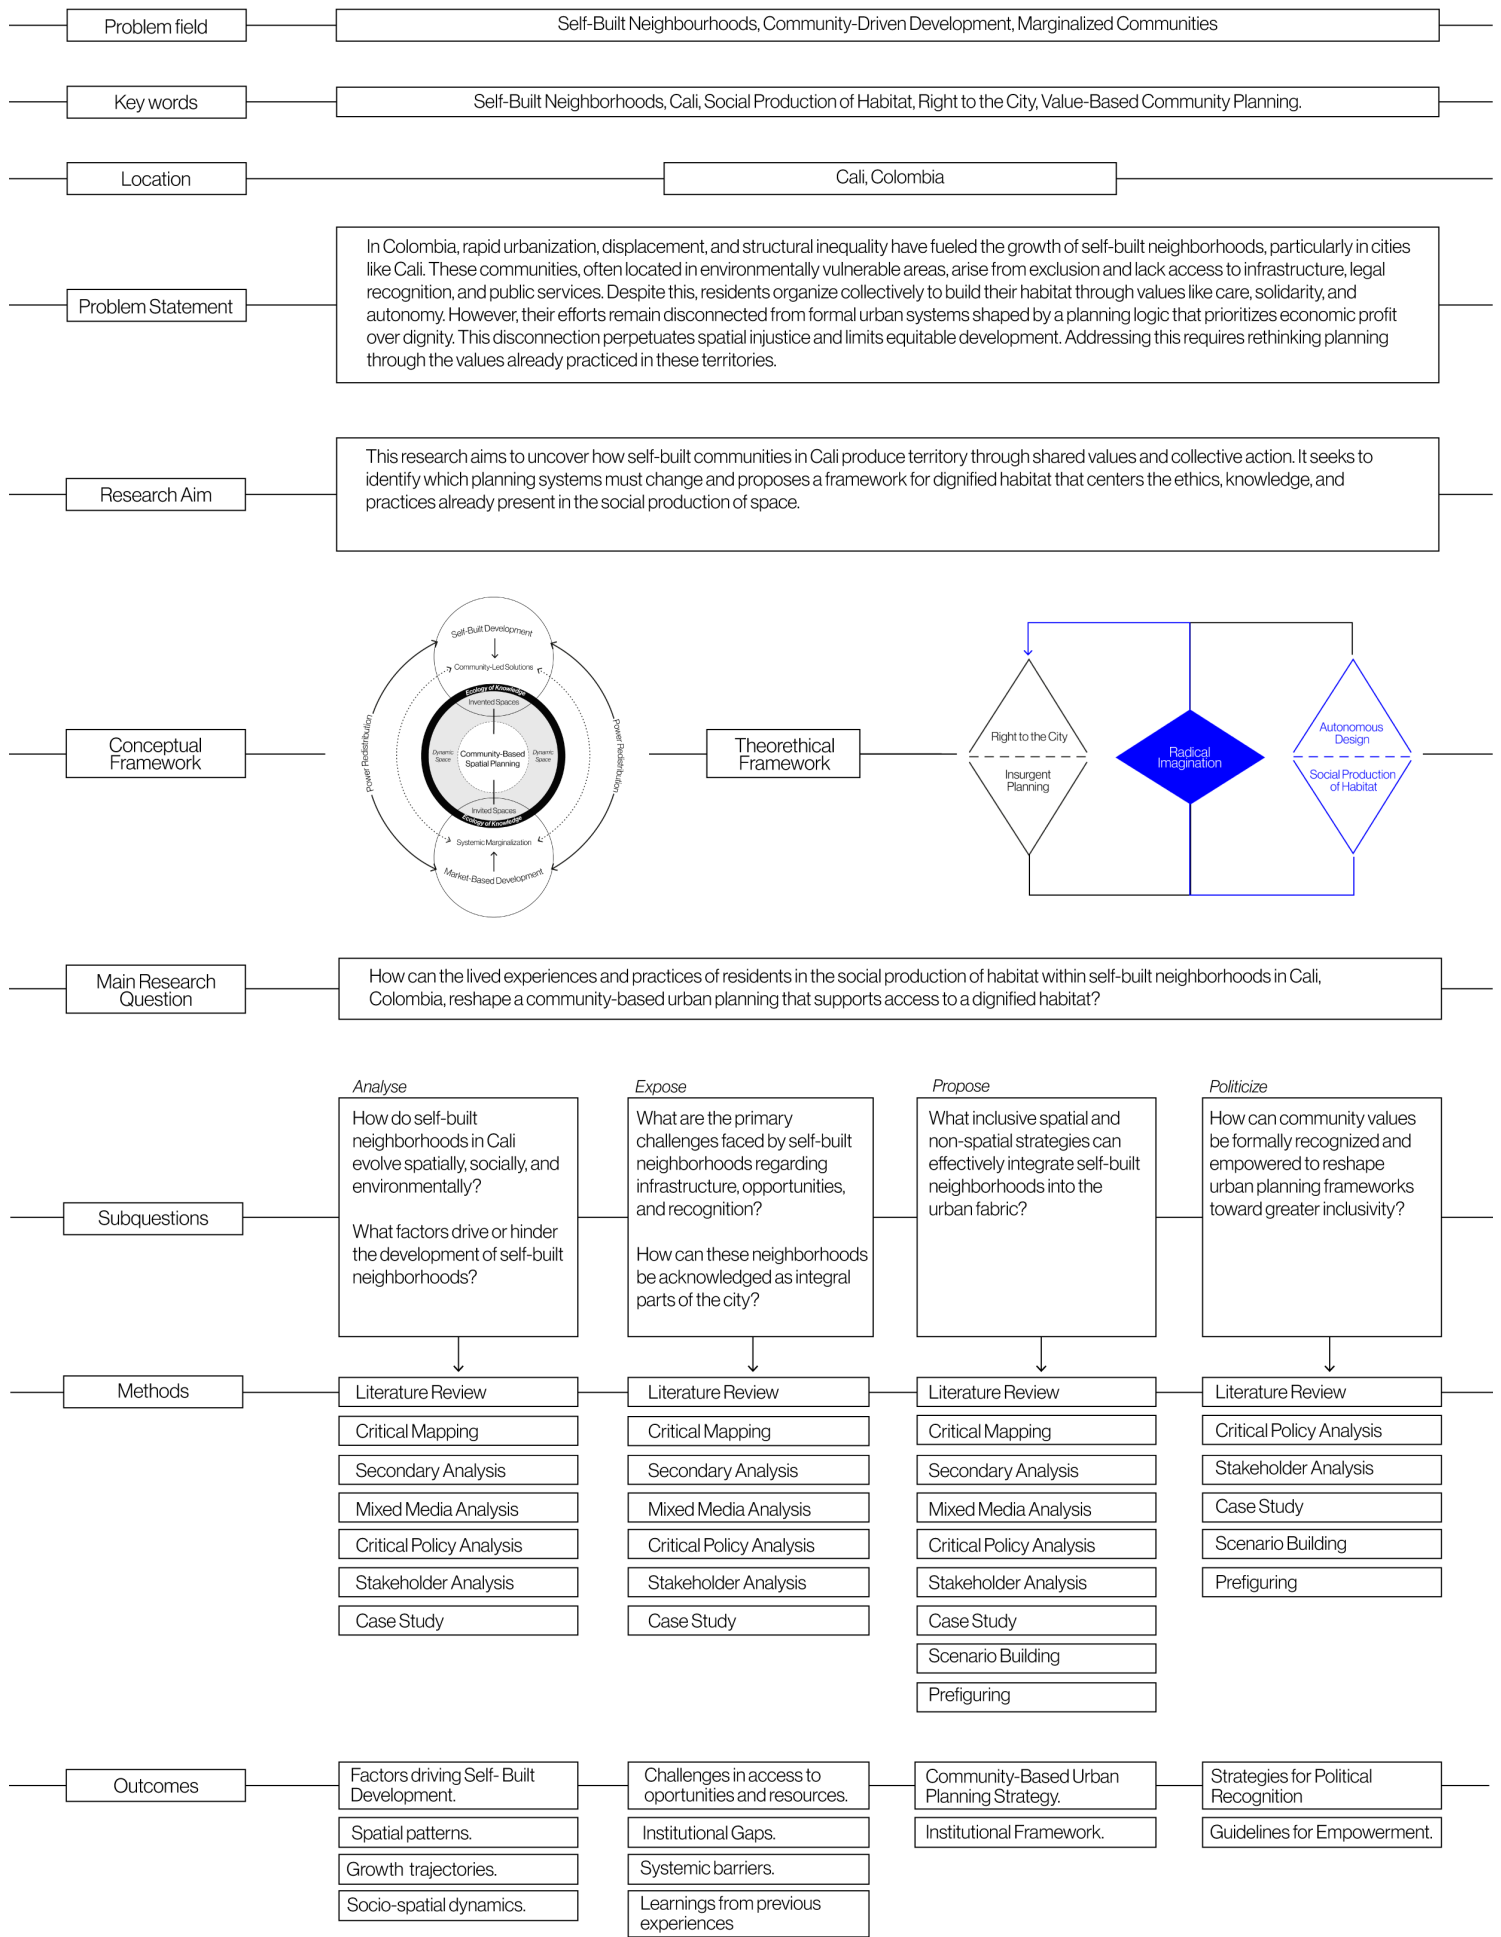 Problem field
Self-Built Neighbourhoods, Community-Driven Development, Marginalized Communities
Key words
Self-Built Neighborhoods, Cali, Social Production of Habitat, Right to the City, Value-Based Community Planning.
Location
Cali, Colombia
Problem Statement
In Colombia, rapid urbanization, displacement, and structural inequality have fueled the growth of self-built neighborhoods, particularly in cities
like Cali. These communities, often located in environmentally vulnerable areas, arise from exclusion and lack access to infrastructure, legal
recognition, and public services. Despite this, residents organize collectively to build their habitat through values like care, solidarity, and
autonomy. However, their efforts remain disconnected from formal urban systems shaped by a planning logic that prioritizes economic profit
over dignity. This disconnection perpetuates spatial injustice and limits equitable development. Addressing this requires rethinking planning
through the values already practiced in these territories.
Research Aim
This research aims to uncover how self-built communities in Cali produce territory through shared values and collective action. It seeks to
identify which planning systems must change and proposes a framework for dignified habitat that centers the ethics, knowledge, and
practices already present in the social production of space.
Conceptual
Framework
Self-Built Development
Community-Led Solutions
Ecology of Knowledge
Invented Spaces
Power Redistribution
Dynamic
Space
Community-Based
Spatial Planning
Dynamic
Space
Power Redistribution
Invited Spaces
Ecology of Knowledge
Systemic Marginalization
Market-Based Development
Theorethical
Framework
Right to the City
Insurgent
Planning
Radical
Imagination
Autonomous
Design
Social Production
of Habitat
Main Research
Question
How can the lived experiences and practices of residents in the social production of habitat within self-built neighborhoods in Cali,
Colombia, reshape a community-based urban planning that supports access to a dignified habitat?
Subquestions
Analyse
How do self-built
neighborhoods in Cali
evolve spatially, socially, and
environmentally?
What factors drive or hinder
the development of self-built
neighborhoods?
Expose
What are the primary
challenges faced by self-built
neighborhoods regarding
infrastructure, opportunities,
and recognition?
How can these neighborhoods
be acknowledged as integral
parts of the city?
Propose
What inclusive spatial and
non-spatial strategies can
effectively integrate self-built
neighborhoods into the
urban fabric?
Politicize
How can community values
be formally recognized and
empowered to reshape
urban planning frameworks
toward greater inclusivity?
Methods
Literature Review
Critical Mapping
Secondary Analysis
Mixed Media Analysis
Critical Policy Analysis
Stakeholder Analysis
Case Study
Literature Review
Critical Mapping
Secondary Analysis
Mixed Media Analysis
Critical Policy Analysis
Stakeholder Analysis
Case Study
Literature Review
Critical Mapping
Secondary Analysis
Mixed Media Analysis
Critical Policy Analysis
Stakeholder Analysis
Case Study
Scenario Building
Prefiguring
Literature Review
Critical Policy Analysis
Stakeholder Analysis
Case Study
Scenario Building
Prefiguring
Outcomes
Factors driving Self- Built
Development.
Spatial patterns.
Growth trajectories.
Socio-spatial dynamics.
Challenges in access to
oportunities and resources.
Institutional Gaps.
Systemic barriers.
Learnings from previous
experiences
Community-Based Urban
Planning Strategy.
Institutional Framework.
Strategies for Political
Recognition
Guidelines for Empowerment.